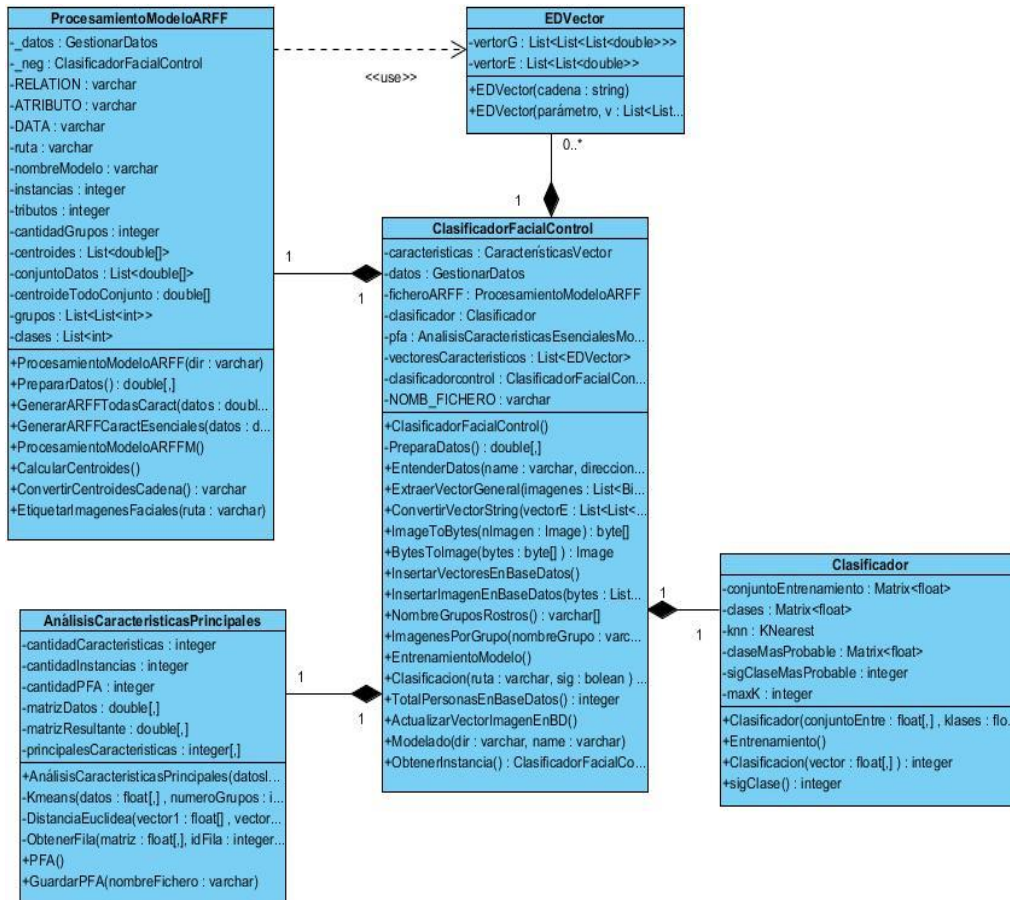 ProcesamientoModeloARFF
-_datos : GestionarDatos
-_neg : ClasificadorFacialControl
-RELATION : varchar
-ATRIBUTO : varchar
-DATA : varchar
-ruta : varchar
-nombreModelo : varchar
-instancias : integer
-tributos : integer
-cantidadGrupos : integer
-centroides : List<double[]>
-conjuntoDatos : List<double[]>
-centroideTodoConjunto : double[]
-grupos : List<List<int>>
-clases : List<int>
+ProcesamientoModeloARFF(dir : varchar)
+PrepararDatos() : double[,]
+GenerarARFFTodasCaract(datos : doubl...
+GenerarARFFCaractEsenciales(datos : d...
+ProcesamientoModeloARFFM()
+CalcularCentroides()
+ConvertirCentroidesCadena() : varchar
+EtiquetarImagenesFaciales(ruta : varchar)
<<use>>
EDVector
-vertorG : List<List<List<double>>>
-vertorE : List<List<double>>
+EDVector(cadena : string)
+EDVector(parámetro, v : List<List...
0..*
1
1
1
ClasificadorFacialControl
-caracteristicas : CaracterísticasVector
-datos : GestionarDatos
-ficheroARFF : ProcesamientoModeloARFF
-clasificador : Clasificador
-pfa : AnalisisCaracteristicasEsencialesMo...
-vectoresCaracteristicos : List<EDVector>
-clasificadorcontrol : ClasificadorFacialCon...
-NOMB_FICHERO : varchar
+ClasificadorFacialControl()
-PreparaDatos() : double[,]
+EntenderDatos(name : varchar, direccion...
+ExtraerVectorGeneral(imagenes : List<Bi...
+ConvertirVectorString(vectorE : List<List<...
+ImageToBytes(nImagen : Image) : byte[]
+BytesToImage(bytes : byte[] ) : Image
+InsertarVectoresEnBaseDatos()
+InsertarImagenEnBaseDatos(bytes : List...
+NombreGruposRostros() : varchar[]
+ImagenesPorGrupo(nombreGrupo : varc...
+EntrenamientoModelo()
+Clasificacion(ruta : varchar, sig : bolean ) ...
+TotalPersonasEnBaseDatos() : integer
+ActualizarVectorImagenEnBD()
+Modelado(dir : varchar, name : varchar)
+ObtenerInstancia() : ClasificadorFacialCo...
1
1
Clasificador
-conjuntoEntrenamiento : Matrix<float>
-clases : Matrix<float>
-knn : KNearest
-claseMasProbable : Matrix<float>
-sigClaseMasProbable : integer
-maxK : integer
+Clasificador(conjuntoEntre : float[,] , klases : flo...
+Entrenamiento()
+Clasificacion(vector : float[,] ) : integer
+sigClase() : integer
AnálisisCaracteristicasPrincipales
-cantidadCaracteristicas : integer
-cantidadInstancias : integer
-cantidadPFA : integer
-matrizDatos : double[,]
-matrizResultante : double[,]
-principalesCaracteristicas : integer[,]
+AnálisisCaracteristicasPrincipales(datosI...
-Kmeans(datos : float[,] , numeroGrupos : i...
-DistanciaEuclidea(vector1 : float[] , vector...
-ObtenerFila(matriz : float[,], idFila : integer...
+PFA()
+GuardarPFA(nombreFichero : varchar)
1
1